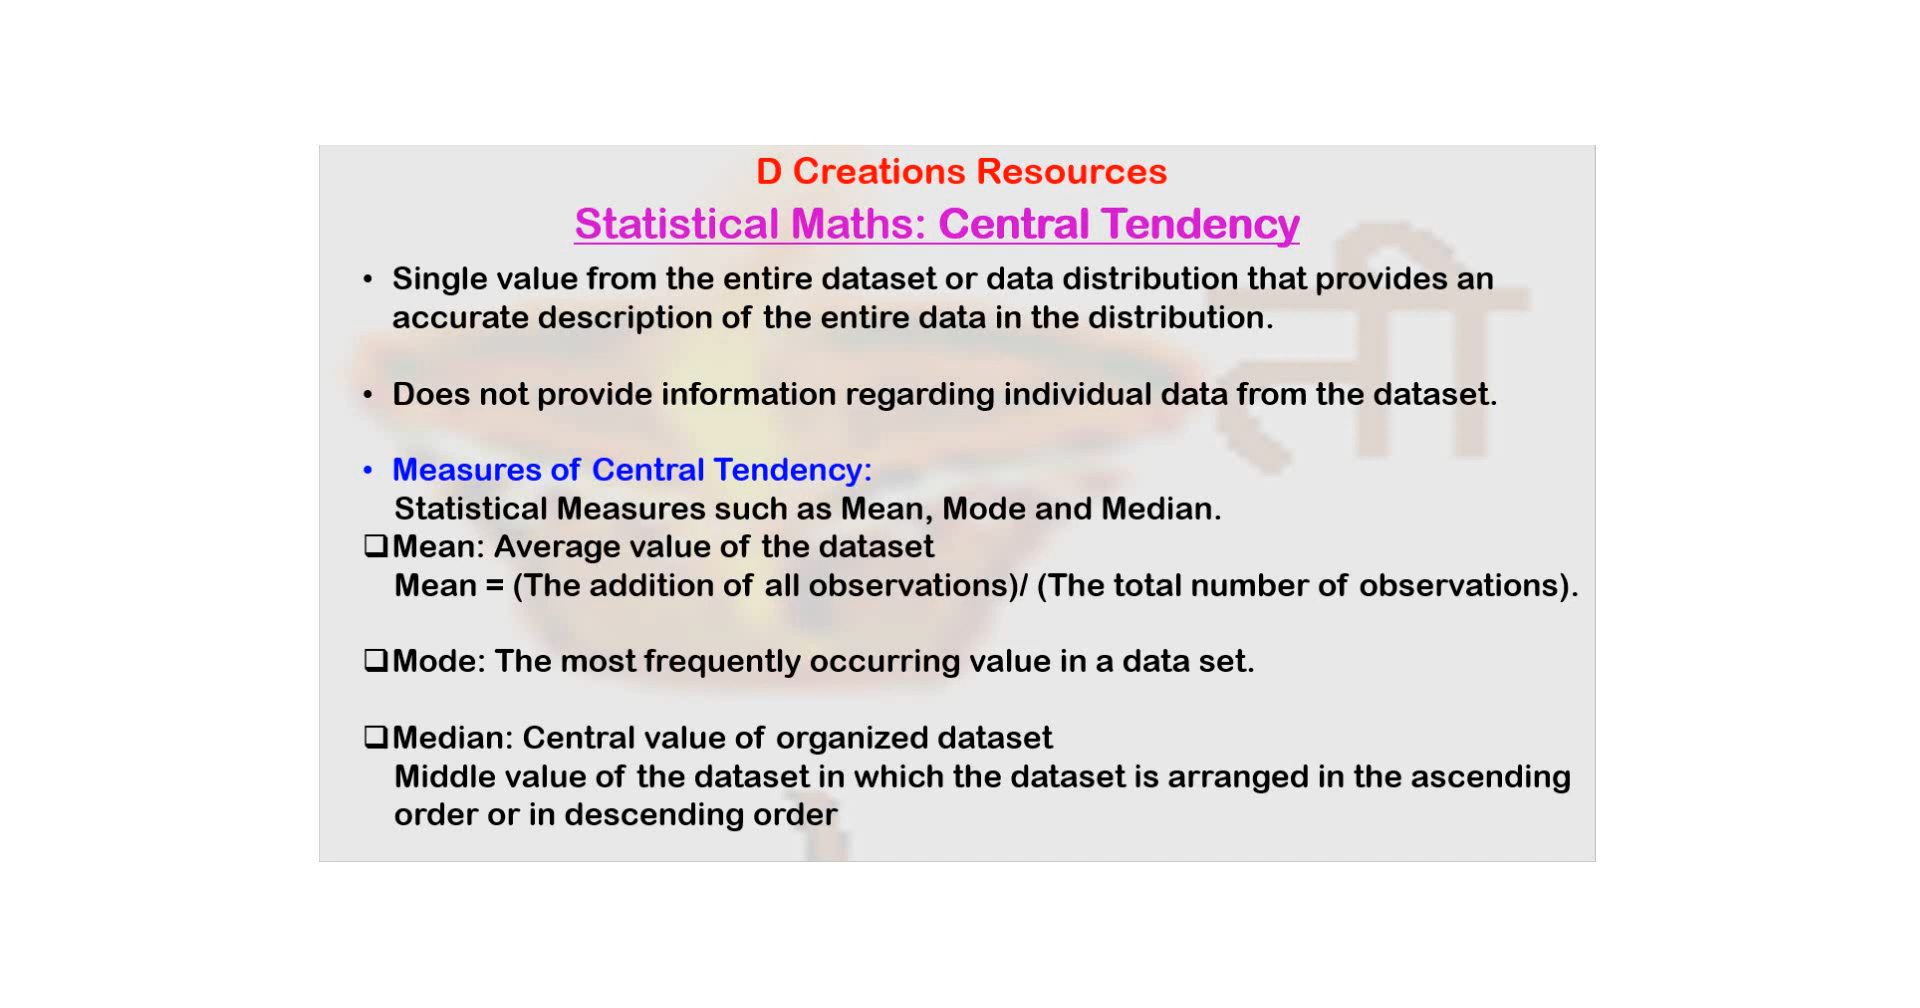 D Creations Resources
Statistical Maths: Central Tendency
• Single value from the entire dataset or data distribution that provides an
accurate description of the entire data in the distribution.
• Does not provide information regarding individual data from the dataset.
• Measures of Central Tendency:
Statistical Measures such as Mean, Mode and Median.
❑Mean: Average value of the dataset
Mean = (The addition of all observations)/ (The total number of observations).
❑Mode: The most frequently occurring value in a data set.
❑Median: Central value of organized dataset
Middle value of the dataset in which the dataset is arranged in the ascending
order or in descending order